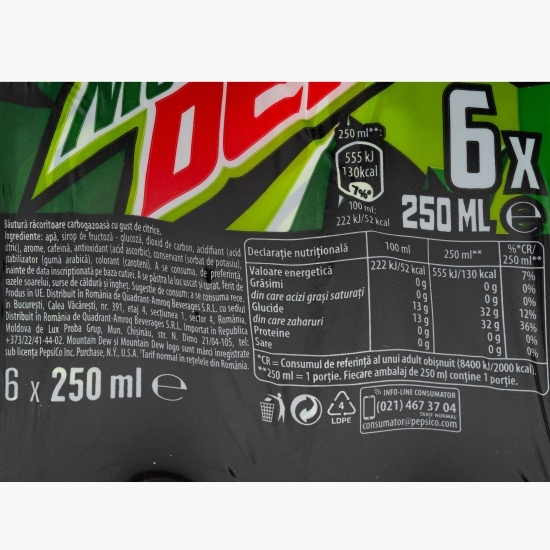 250 ml**:
555 kJ
130kcal
7%*
100 ml:
222 kJ/52 kcal
6 x
250 ML ℮
Băutură răcoritoare carbogazoasă cu gust de citrice.
Ingrediente: apă, sirop de fructoză - glucoză, dioxid de carbon, acidifiant (acid
citric), arome, cafeină, antioxidant (acid ascorbic), conservant (sorbat de potasiu),
stabilizator (gumă arabică), colorant (caroteni). A se consuma, de preferință,
înainte de data inscripționată pe baza cutiei. A se păstra la loc uscat și curat, ferit de
razele soarelui, surse de căldură și îngheț. Sugestie de consum: a se consuma rece.
Produs în UE. Distribuit în România de Quadrant-Amroq Beverages S.R.L. cu sediul
în București, Calea Văcărești, nr. 391, etaj 4, secțiunea 1, sector 4, România.
Distribuit în România de Quadrant-Amroq Beverages S.R.L. Importat în Republica
Moldova de Lux Proba Grup, Mun. Chișinău, str. N. Dimo 21/04-105, tel:
+373/22/41-44-02. Mountain Dew și Mountain Dew logo sunt mărci înregistrate
sub licența PepsiCo Inc. Purchase, N.Y., U.S.A. *Tarif normal în rețelele din România.
6 x 250 ml ℮
Declarație nutrițională 100 ml 250 ml** %*CR/
250 ml**
Valoare energetică 222 kJ/52 kcal 555 kJ/130 kcal 7%
Grăsimi 0 g 0 g 0%
din care acizi grași saturați 0 g 0 g 0%
Glucide 13 g 32 g 12%
din care zaharuri 13 g 32 g 36%
Proteine 0 g 0 g 0%
Sare 0 g 0 g 0%
*CR = Consumul de referință al unui adult obișnuit (8400 kJ/2000 kcal).
**250 ml = 1 porție. Fiecare ambalaj de 250 ml conține 1 porție.
4
LDPE
INFO-LINE CONSUMATOR
(021) 467 37 04
TARIF NORMAL
consumator@pepsico.com